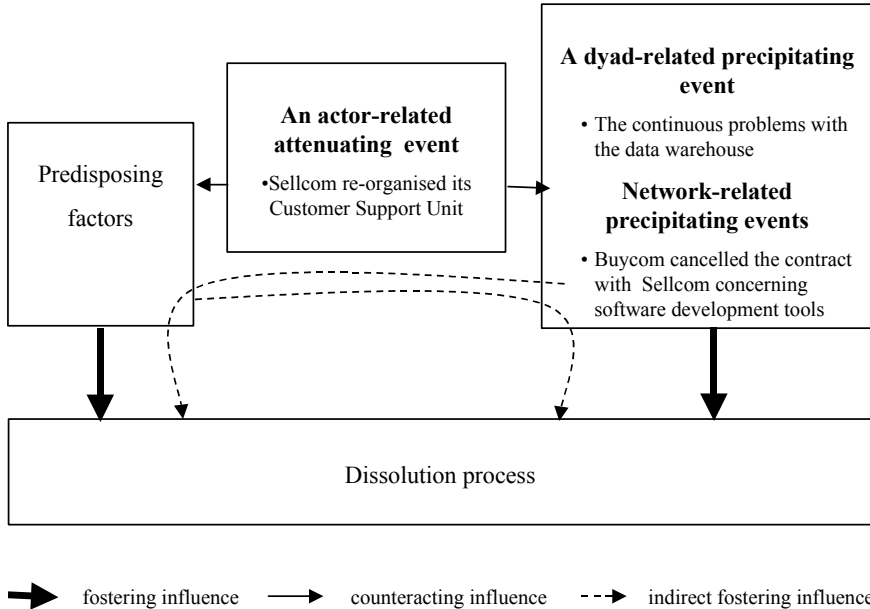 Predisposing
factors
An actor-related
attenuating event
•Sellcom re-organised its
Customer Support Unit
A dyad-related precipitating
event
• The continuous problems with
the data warehouse
Network-related
precipitating events
• Buycom cancelled the contract
with Sellcom concerning
software development tools
Dissolution process
fostering influence
counteracting influence
indirect fostering influence